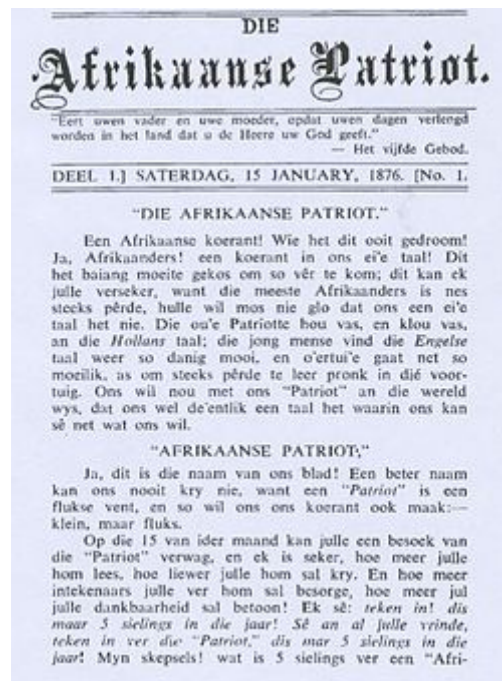 DIE
Afrikaanse Patriot.
"Eert uwen vader en uwe moeder, opdat uwen dagen verlengd
worden in het land dat u de Heere uw God geeft."
— Het vijfde Gebod.
DEEL 1.] SATERDAG, 15 JANUARY, 1876. [No. 1.
"DIE AFRIKAANSE PATRIOT."
Een Afrikaanse koerant! Wie het dit ooit gedroom!
Ja, Afrikaanders! een koerant in ons ei'e taal! Dit
het baiang moeite gekos om so vêr te kom; dit kan ek
julle verseker, want die meeste Afrikaanders is nes
steeks pêrde, hulle wil mos nie glo dat ons een ei'e
taal het nie. Die ou'e Patriotte hou vas, en klou vas,
an die Hollans taal; die jong mense vind die Engelse
taal weer so danig mooi, en o'ertui'e gaat net so
moeilik, as om steeks pêrde te leer pronk in dié voor-
tuig. Ons wil nou met ons "Patriot" an die wereld
wys, dat ons wel de'entlik een taal het waarin ons kan
sê net wat ons wil.
"AFRIKAANSE PATRIOT;"
Ja, dit is die naam van ons blad! Een beter naam
kan ons nooit kry nie, want een "Patriot" is een
flukse vent, en so wil ons ons koerant ook maak:—
klein, maar fluks.
Op die 15 van ider maand kan julle een besoek van
die "Patriot" verwag, en ek is seker, hoe meer julle
hom lees, hoe liewer julle hom sal kry. En hoe meer
intekenaars julle ver hom sal besorge, hoe meer jul
julle dankbaarheid sal betoon! Ek sê: teken in! dis
maar 5 sielings in die jaar! Sê an al julle vrinde,
teken in ver die "Patriot," dis mar 5 sielings in die
jaar! Myn skepsels! wat is 5 sielings ver een "Afri-